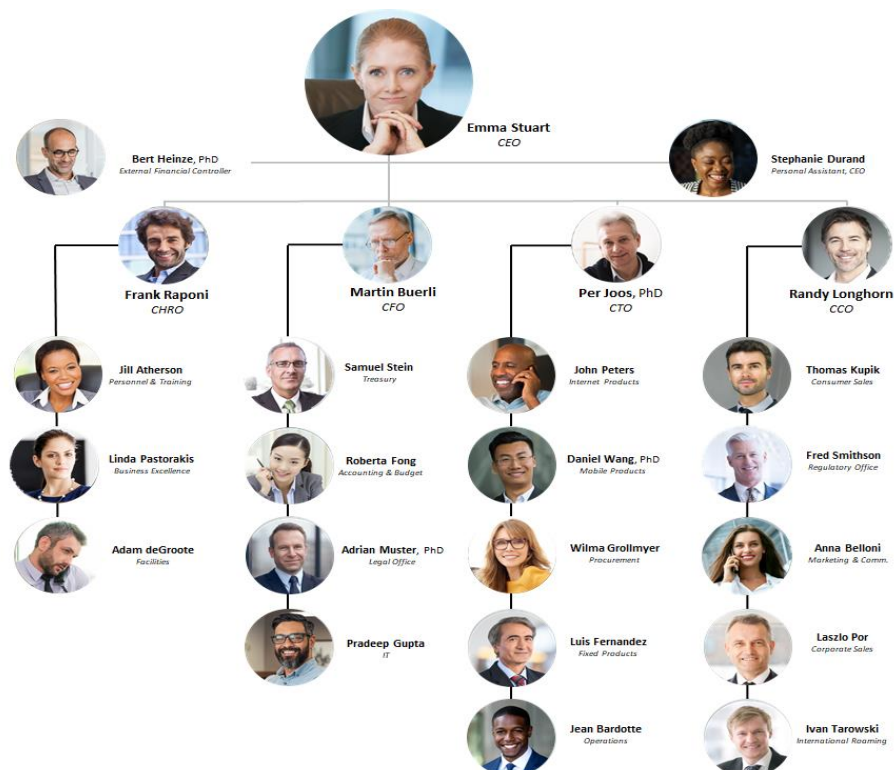 Emma Stuart
CEO
Bert Heinze, PhD
External Financial Controller
Stephanie Durand
Personal Assistant, CEO
Frank Raponi
CHRO
Martin Buerli
CFO
Per Joos, PhD
CTO
Randy Longhorn
CCO
Jill Atherson
Personnel & Training
Samuel Stein
Treasury
John Peters
Internet Products
Thomas Kupik
Consumer Sales
Linda Pastorakis
Business Excellence
Roberta Fong
Accounting & Budget
Daniel Wang, PhD
Mobile Products
Fred Smithson
Regulatory Office
Adam deGroote
Facilities
Adrian Muster, PhD
Legal Office
Wilma Grollmyer
Procurement
Anna Belloni
Marketing & Comm.
Pradeep Gupta
IT
Luis Fernandez
Fixed Products
Laszlo Por
Corporate Sales
Jean Bardotte
Operations
Ivan Tarowski
International Roaming